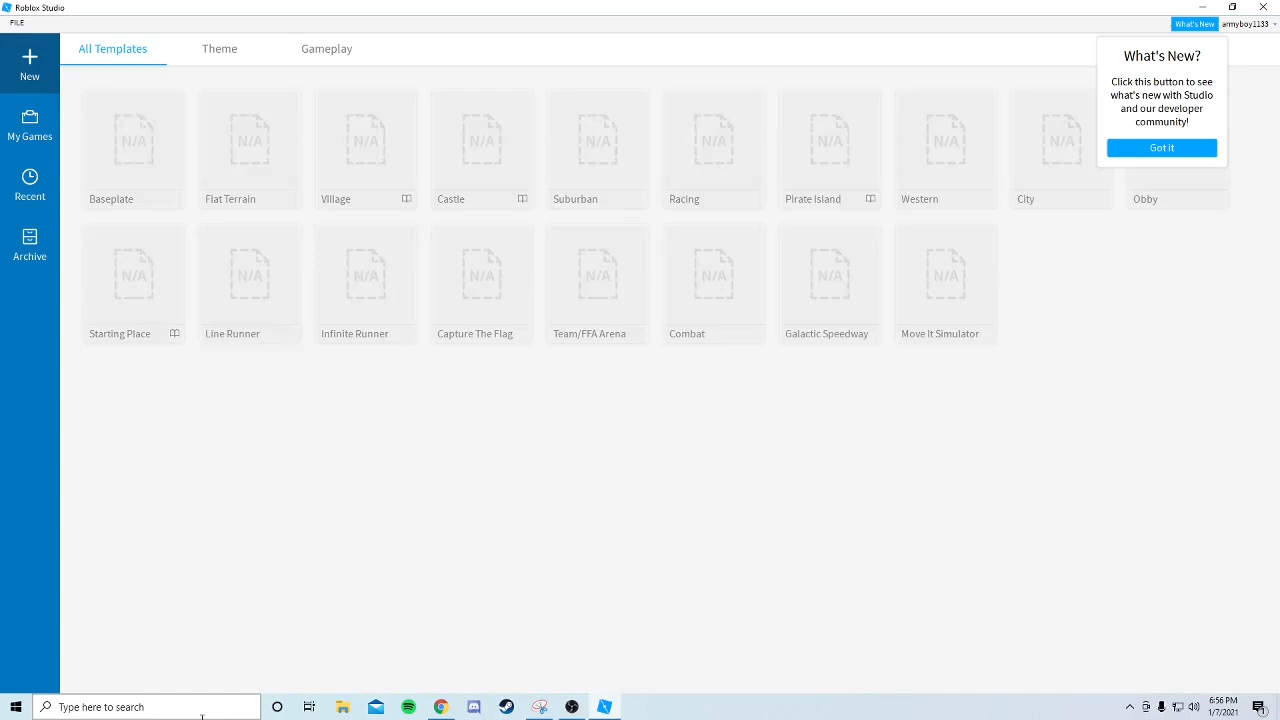 Roblox Studio
FILE
What's New
armyboy1133
New
My Games
Recent
Archive
All Templates
Theme
Gameplay
What's New?
Click this button to see
what's new with Studio
and our developer
community!
Got it
N/A
N/A
N/A
N/A
N/A
N/A
N/A
N/A
N/A
Baseplate
Flat Terrain
Village
Castle
Suburban
Racing
Pirate Island
Western
City
Obby
N/A
N/A
N/A
N/A
N/A
N/A
N/A
N/A
Starting Place
Line Runner
Infinite Runner
Capture The Flag
Team/FFA Arena
Combat
Galactic Speedway
Move It Simulator
Type here to search
6:56 PM
1/7/2021
1